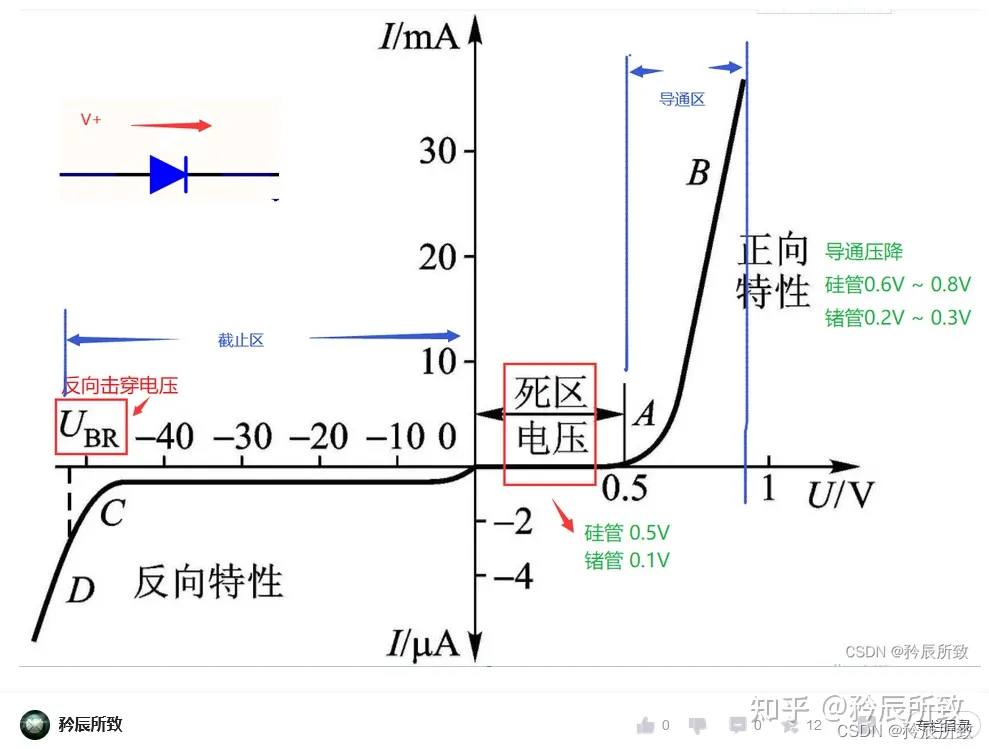 I/mA
V+
导通区
30
B
20
正向
特性
导通压降
硅管0.6V ~ 0.8V
锗管0.2V ~ 0.3V
截止区
10
反向击穿电压
死区
电压
A
UBR
−40 −30 −20 −10 0
0.5
1
U/V
C
−2
硅管 0.5V
锗管 0.1V
D
反向特性
−4
I/μA
CSDN @矜辰所致
矜辰所致
0
0
12
知乎 @矜辰所致
专栏目录
CSDN @矜辰所致